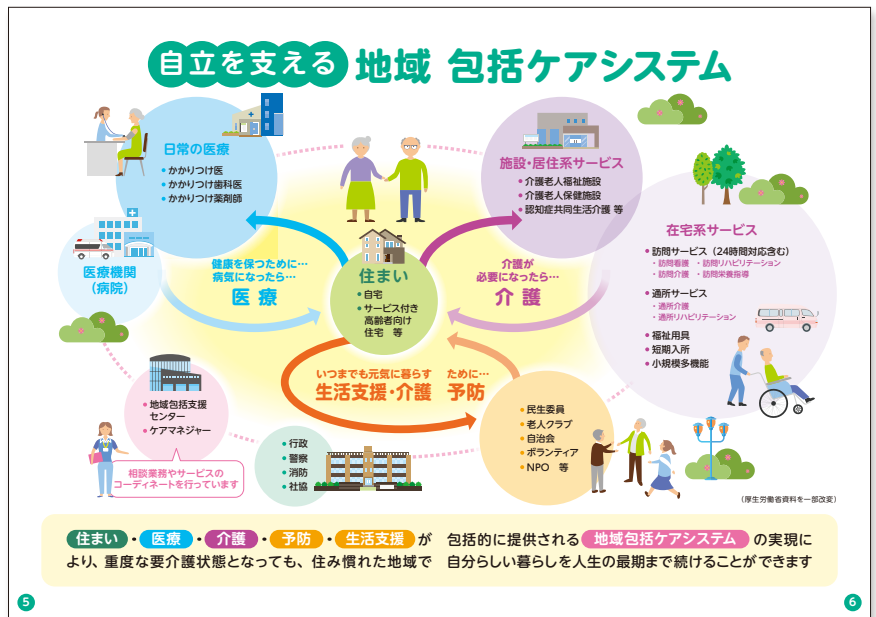 自立を支える 地域 包括ケアシステム
日常の医療
•かかりつけ医
•かかりつけ歯科医
•かかりつけ薬剤師
医療機関
（病院）
健康を保つために…
病気になったら…
医 療
住まい
•自宅
•サービス付き
高齢者向け
住宅 等
施設・居住系サービス
•介護老人福祉施設
•介護老人保健施設
•認知症共同生活介護 等
介護が
必要になったら…
介 護
在宅系サービス
•訪問サービス（24時間対応含む）
・訪問看護 ・訪問リハビリテーション
・訪問介護 ・訪問栄養指導
•通所サービス
・通所介護
・通所リハビリテーション
•福祉用具
•短期入所
•小規模多機能
いつまでも元気に暮らす ために…
生活支援・介護 予防
•地域包括支援
センター
•ケアマネジャー
相談業務やサービスの
コーディネートを行っています
•行政
•警察
•消防
•社協
•民生委員
•老人クラブ
•自治会
•ボランティア
•NPO 等
（厚生労働省資料を一部改変）
住まい・医療・介護・予防・生活支援が 包括的に提供される 地域包括ケアシステム の実現に
より、重度な要介護状態となっても、住み慣れた地域で 自分らしい暮らしを人生の最期まで続けることができます
5
6